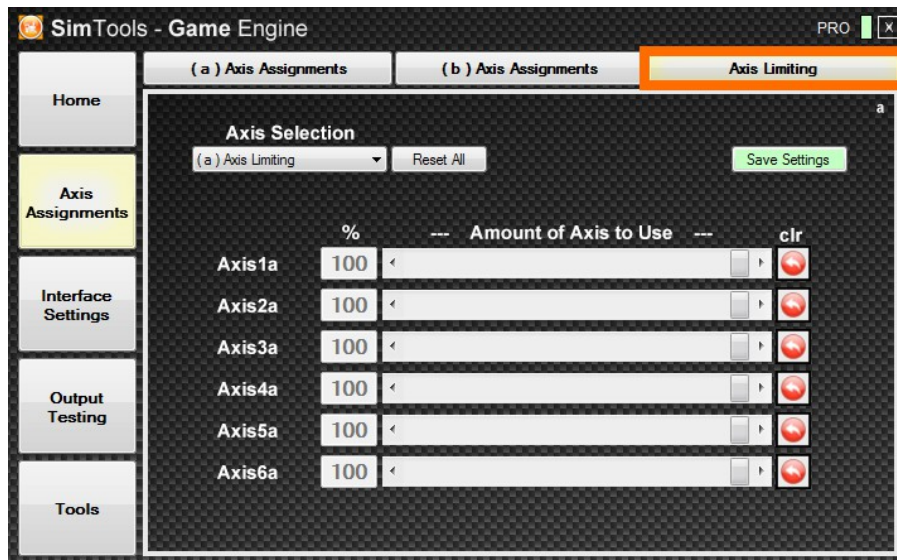 SimTools - Game Engine
PRO
X
( a ) Axis Assignments
( b ) Axis Assignments
Axis Limiting
Home
Axis Assignments
Interface Settings
Output Testing
Tools
a
Axis Selection
( a ) Axis Limiting
Reset All
Save Settings
% --- Amount of Axis to Use --- clr
Axis1a 100
Axis2a 100
Axis3a 100
Axis4a 100
Axis5a 100
Axis6a 100